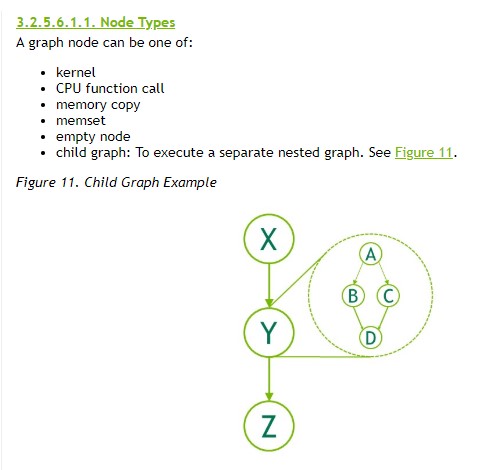 3.2.5.6.1.1. Node Types
A graph node can be one of:
• kernel
• CPU function call
• memory copy
• memset
• empty node
• child graph: To execute a separate nested graph. See Figure 11.
Figure 11. Child Graph Example
X
A
B C
Y
D
Z